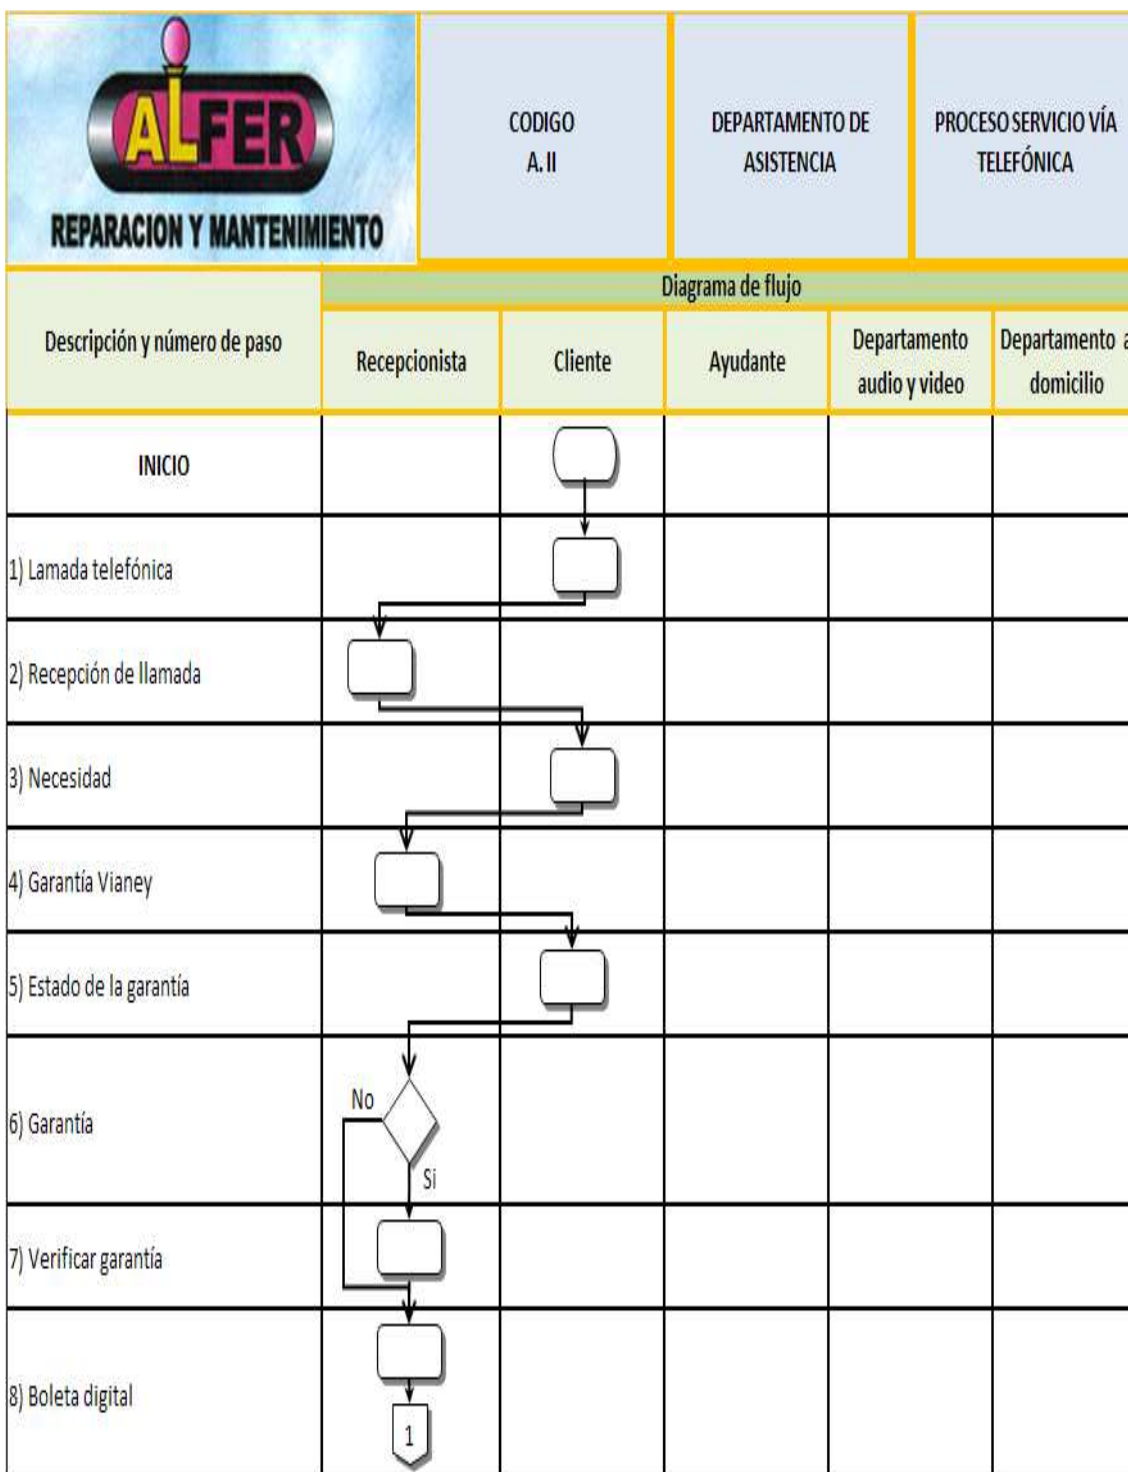 ALFER
REPARACION Y MANTENIMIENTO
CODIGO
A. II
DEPARTAMENTO DE
ASISTENCIA
PROCESO SERVICIO VÍA
TELEFÓNICA
Descripción y número de paso
Diagrama de flujo
Recepcionista
Cliente
Ayudante
Departamento
audio y video
Departamento a
domicilio
INICIO
1) Lamada telefónica
2) Recepción de llamada
3) Necesidad
4) Garantía Vianey
5) Estado de la garantía
6) Garantía
No
Si
7) Verificar garantía
8) Boleta digital
1